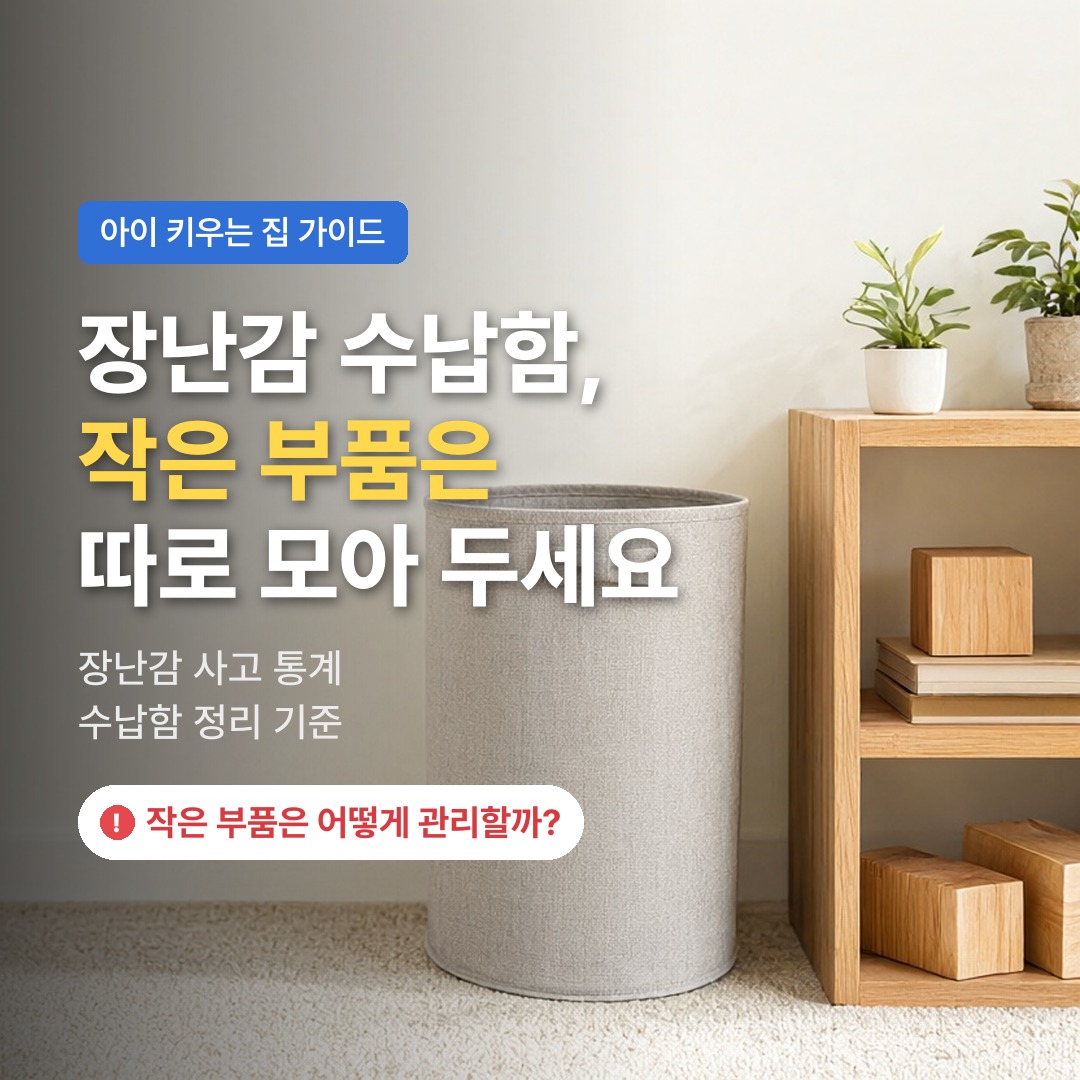 아이 키우는 집 가이드
장난감 수납함,
작은 부품은
따로 모아 두세요
장난감 사고 통계
수납함 정리 기준
! 작은 부품은 어떻게 관리할까?